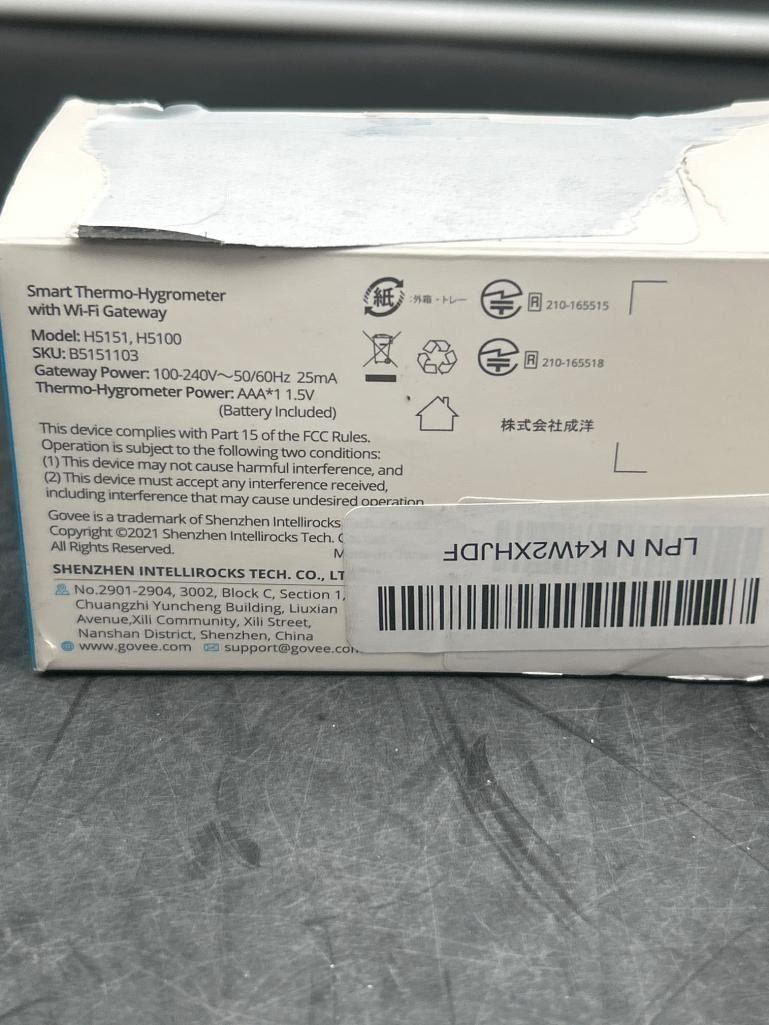 Smart Thermo-Hygrometer
with Wi-Fi Gateway
Model: H5151, H5100
SKU: B5151103
Gateway Power: 100-240V～50/60Hz 25mA
Thermo-Hygrometer Power: AAA*1 1.5V
(Battery Included)
This device complies with Part 15 of the FCC Rules.
Operation is subject to the following two conditions:
(1) This device may not cause harmful interference, and
(2) This device must accept any interference received,
including interference that may cause undesired operation
Govee is a trademark of Shenzhen Intellirocks
Copyright ©2021 Shenzhen Intellirocks Tech.
All Rights Reserved.
SHENZHEN INTELLIROCKS TECH. CO., LT
No.2901-2904, 3002, Block C, Section 1,
Chuangzhi Yuncheng Building, Liuxian
Avenue,Xili Community, Xili Street,
Nanshan District, Shenzhen, China
www.govee.com support@govee.com
紙 :外箱・トレー
R 210-165515
R 210-165518
株式会社成洋
LPN N K4W2XHJDF